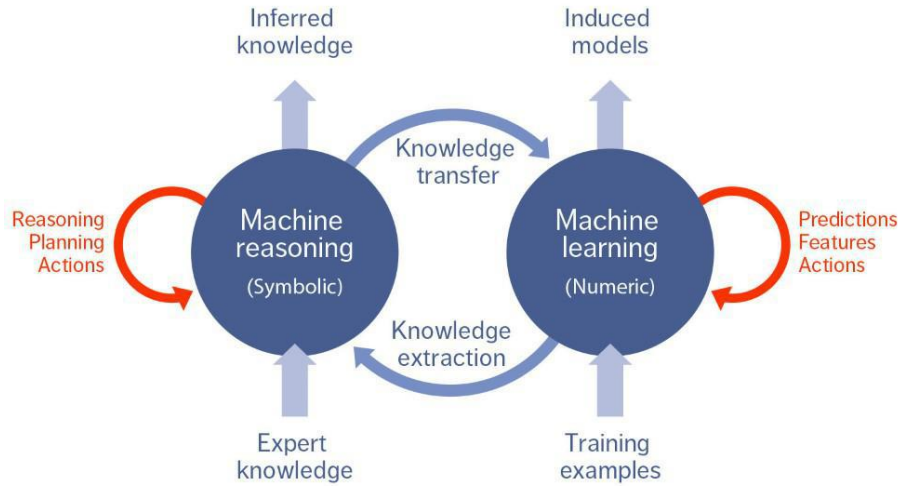 Inferred
knowledge
Induced
models
Knowledge
transfer
Reasoning
Planning
Actions
Machine
reasoning
(Symbolic)
Machine
learning
(Numeric)
Predictions
Features
Actions
Knowledge
extraction
Expert
knowledge
Training
examples